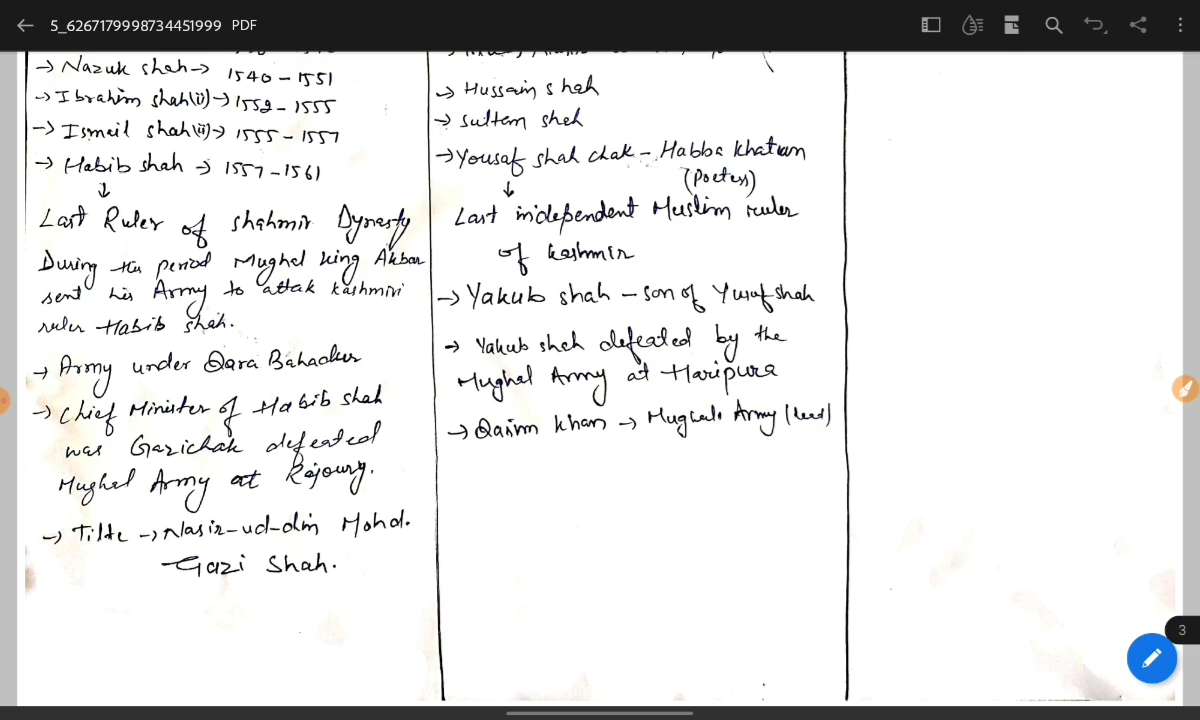 5_6267179998734451999 PDF
→ Nazuk shah → 1540 - 1551
→ Ibrahim shah (ii) → 1552 - 1555
→ Ismail shah (ii) → 1555 - 1557
→ Habib shah → 1557 - 1561
↓
Last Ruler of shahmir Dynasty
During his period Mughal king Akbar
sent his Army to attak kashmiri
ruler Habib shah.
→ Army under Qara Bahadur
→ Chief Minister of Habib shah
was Gazichak defeated
Mughal Army at Rajoury.
→ Tilte → Nasir-ud-din Mohd.
Gazi Shah.
→ Hussain shah
→ Sultan shah
→ Yousaf shah chak - Habba Khatun
(Poetess)
↓
Last independent Muslim ruler
of kashmir
→ Yakub shah - son of Yusuf shah
→ Yakub shah defeated by the
Mughal Army at Haripura
→ Qasim khan → Mughals Army (lead)
3